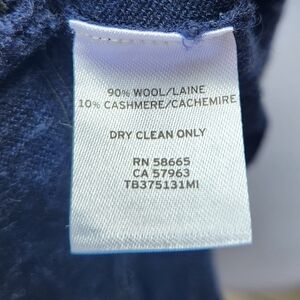 90% WOOL/LAINE
10% CASHMERE/CACHEMIRE
DRY CLEAN ONLY
RN 58665
CA 57963
TB375131MI